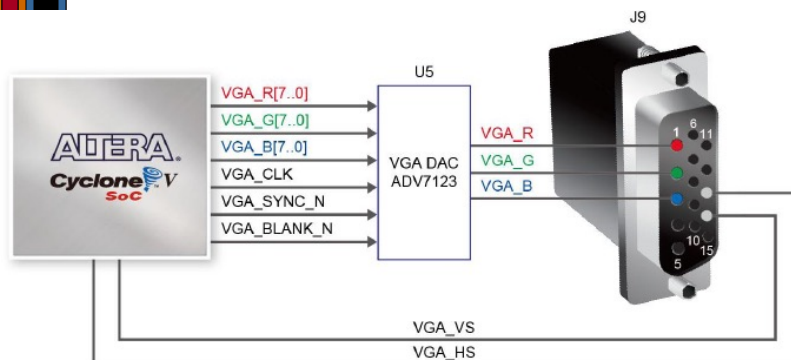 J9
U5
VGA_R[7..0]
VGA_G[7..0]
VGA_B[7..0]
VGA_CLK
VGA_SYNC_N
VGA_BLANK_N
ALTERA®
Cyclone V
SoC
VGA DAC
ADV7123
VGA_R
VGA_G
VGA_B
1
6
11
5
10
15
VGA_VS
VGA_HS